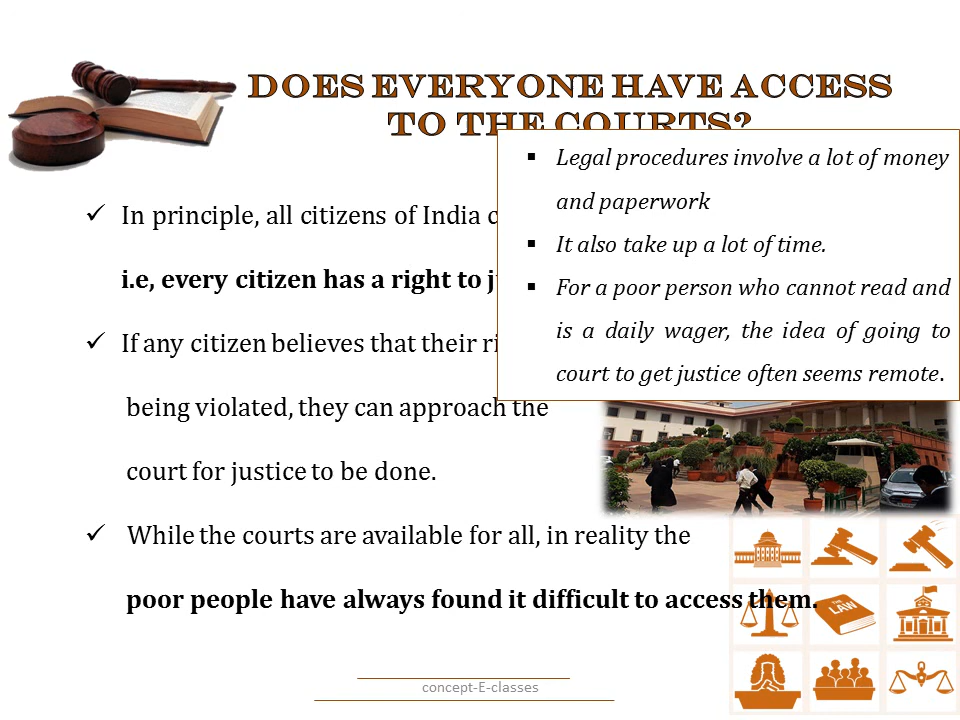 DOES EVERYONE HAVE ACCESS
TO THE COURTS?
In principle, all citizens of India
i.e, every citizen has a right to
If any citizen believes that their
being violated, they can approach the
court for justice to be done.
While the courts are available for all, in reality the
poor people have always found it difficult to access them.
▪ Legal procedures involve a lot of money
and paperwork
▪ It also take up a lot of time.
▪ For a poor person who cannot read and
is a daily wager, the idea of going to
court to get justice often seems remote.
THE
LAW
concept-E-classes